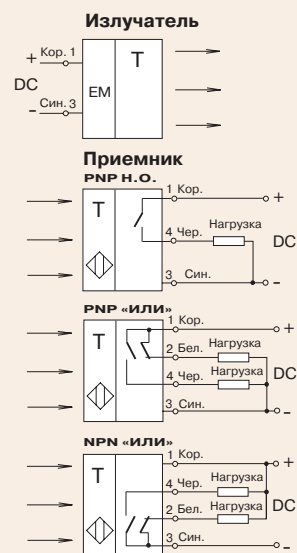 Излучатель
+ Кор. 1
T
DC
EM
- Син. 3
Приемник
PNP Н.О.
1 Кор.
+
T
4 Чер. Нагрузка
3 Син.
-
PNP «ИЛИ»
1 Кор.
+
T
2 Бел. Нагрузка
4 Чер. Нагрузка DC
3 Син.
-
NPN «ИЛИ»
1 Кор.
+
T
4 Чер. Нагрузка
2 Бел. Нагрузка DC
3 Син.
-